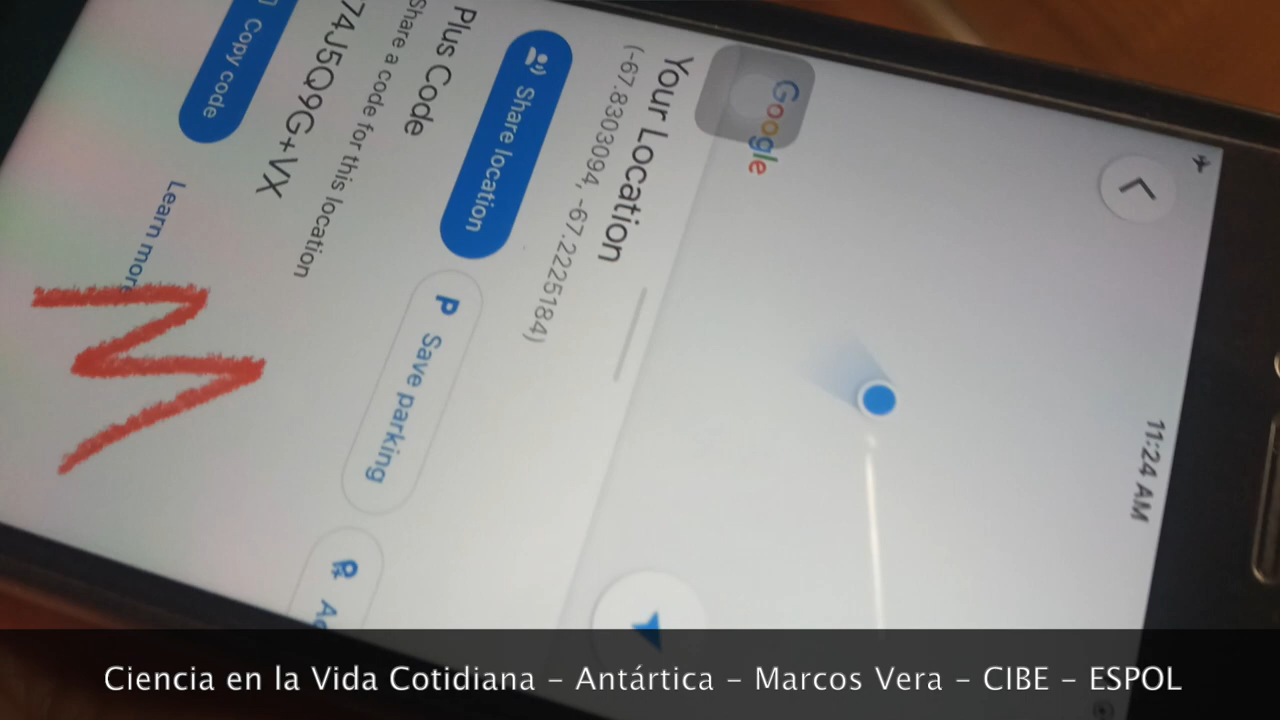 11:24 AM
Google
Your Location
(-67.8303094, -67.2225184)
Share location
Save parking
Plus Code
Share a code for this location
74J5Q9G+VX
Copy code
Learn more
M
Ciencia en la Vida Cotidiana – Antártica – Marcos Vera – CIBE – ESPOL